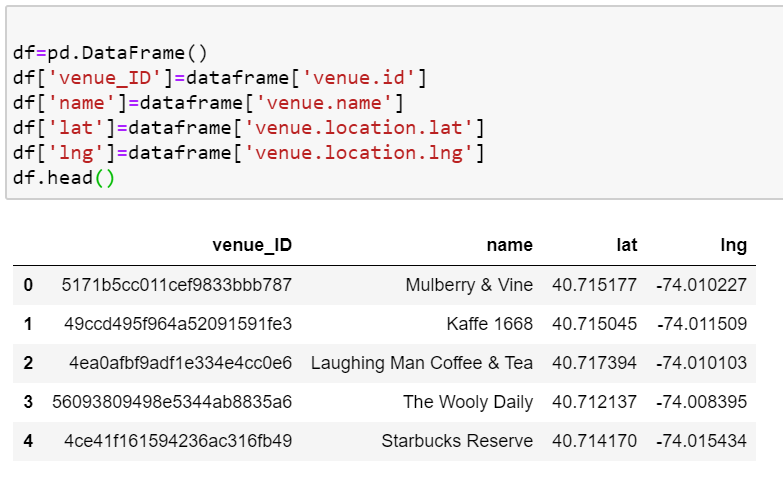 df=pd.DataFrame()
df['venue_ID']=dataframe['venue.id']
df['name']=dataframe['venue.name']
df['lat']=dataframe['venue.location.lat']
df['lng']=dataframe['venue.location.lng']
df.head()
venue_ID name lat lng
0 5171b5cc011cef9833bbb787 Mulberry & Vine 40.715177 -74.010227
1 49ccd495f964a52091591fe3 Kaffe 1668 40.715045 -74.011509
2 4ea0afbf9adf1e334e4cc0e6 Laughing Man Coffee & Tea 40.717394 -74.010103
3 56093809498e5344ab8835a6 The Wooly Daily 40.712137 -74.008395
4 4ce41f161594236ac316fb49 Starbucks Reserve 40.714170 -74.015434